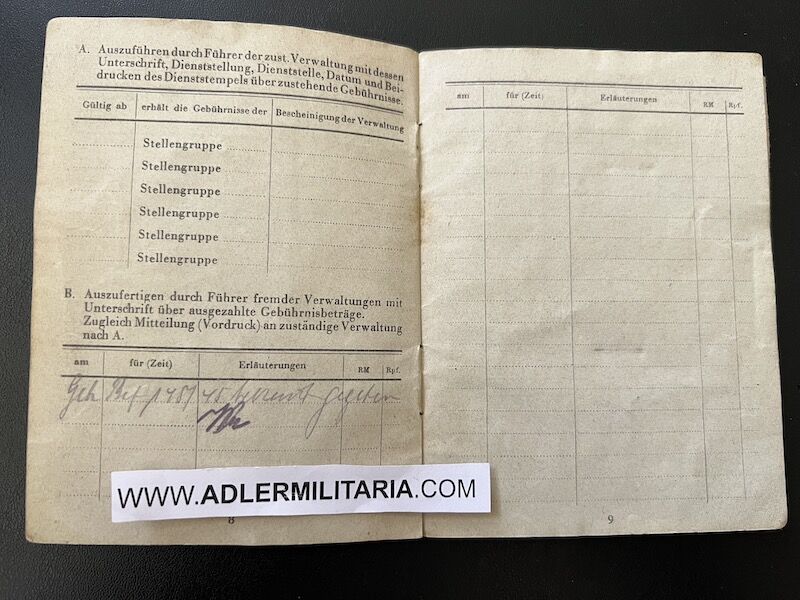 A. Auszuführen durch Führer der zust. Verwaltung mit dessen
Unterschrift, Dienststellung, Dienststelle, Datum und Bei-
drucken des Dienststempels über zustehende Gebührnisse.
Gültig ab erhält die Gebührnisse der Bescheinigung der Verwaltung
Stellengruppe
Stellengruppe
Stellengruppe
Stellengruppe
Stellengruppe
Stellengruppe
B. Auszufertigen durch Führer fremder Verwaltungen mit
Unterschrift über ausgezahlte Gebührnisbeträge.
Zugleich Mitteilung (Vordruck) an zuständige Verwaltung
nach A.
am für (Zeit) Erläuterungen RM Rpf.
45 bekannt gegeben
WWW.ADLERMILITARIA.COM
8
am für (Zeit) Erläuterungen RM Rpf.
9